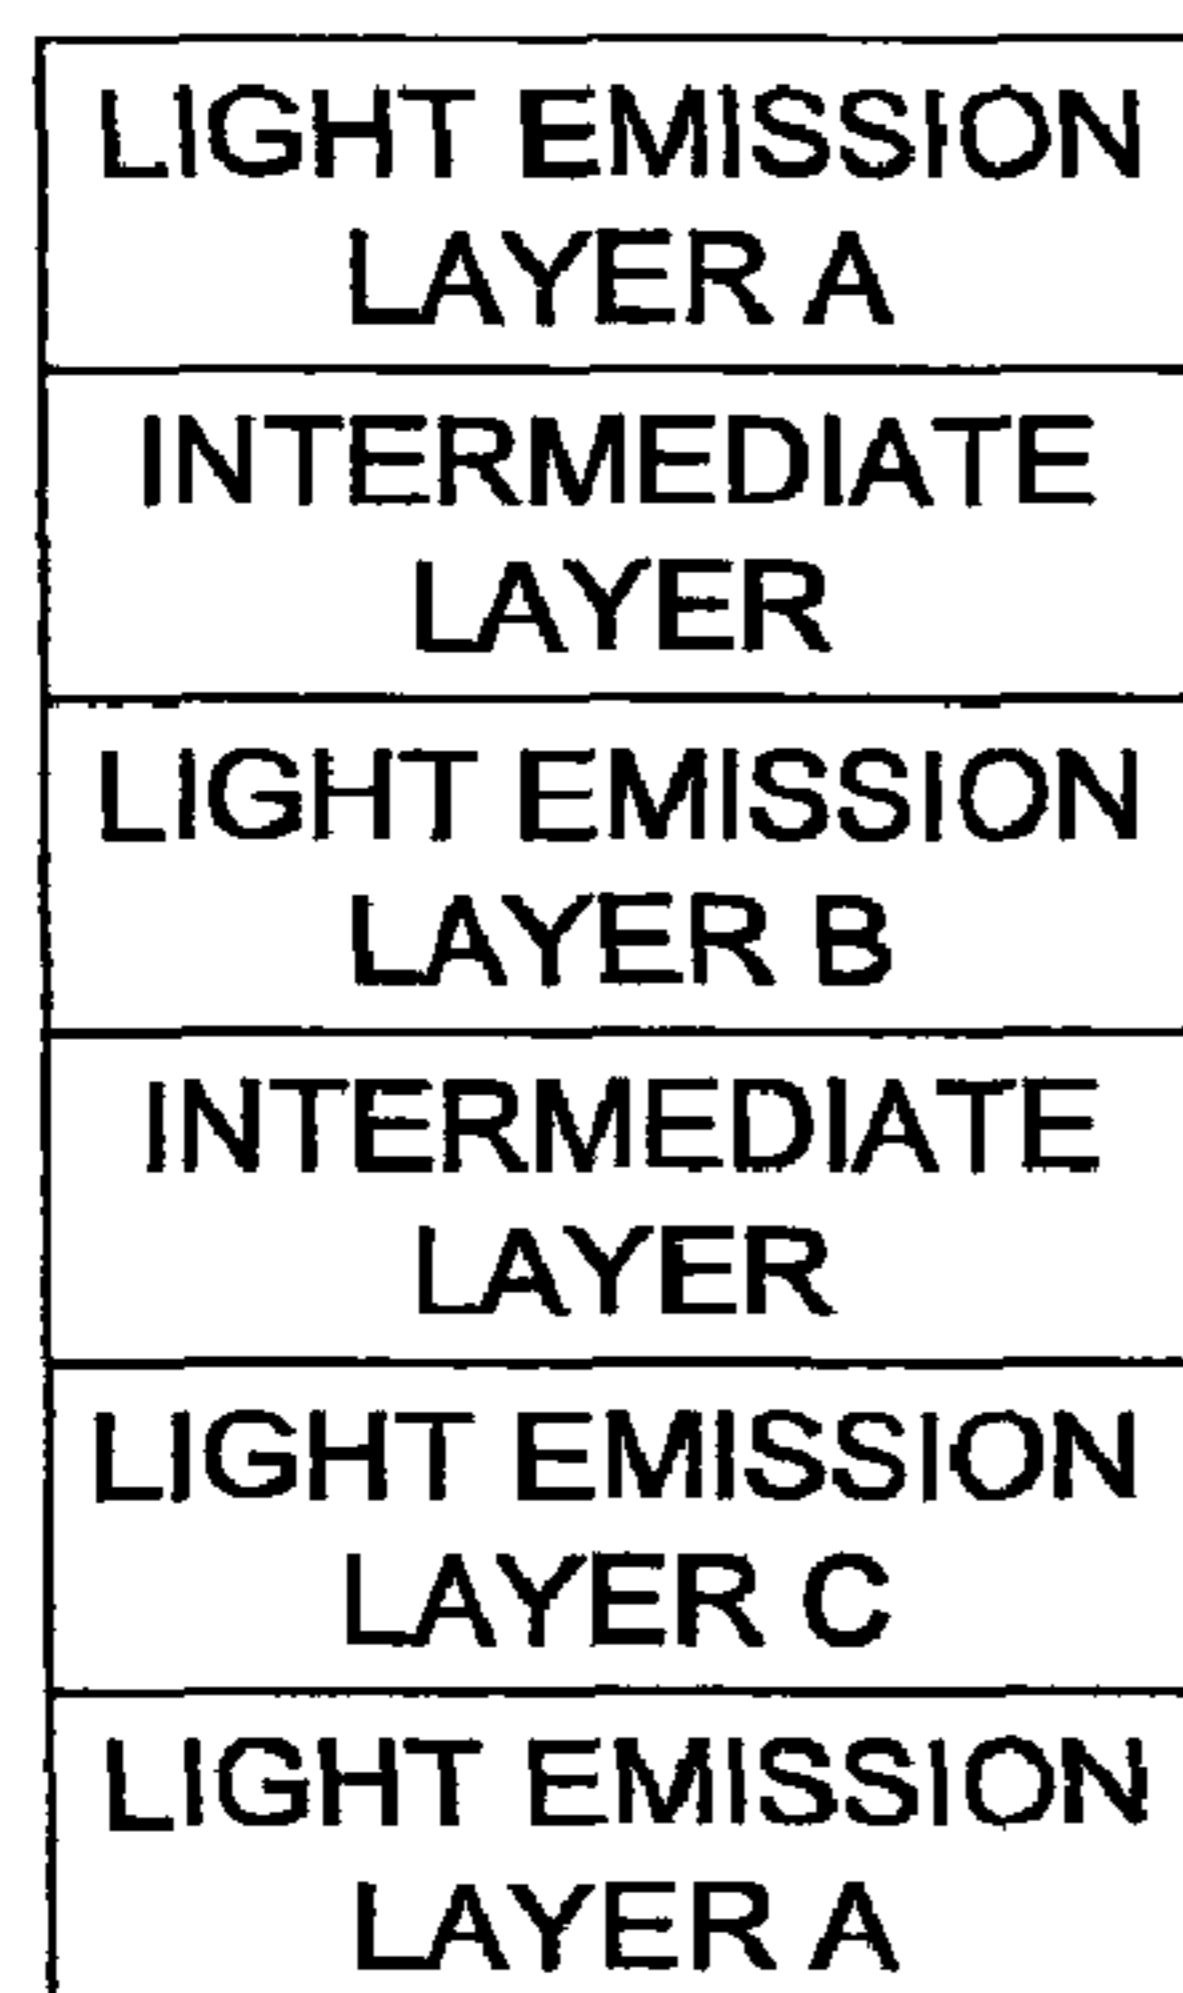 LIGHT EMISSION
LAYER A
INTERMEDIATE
LAYER
LIGHT EMISSION
LAYER B
INTERMEDIATE
LAYER
LIGHT EMISSION
LAYER C
LIGHT EMISSION
LAYER A